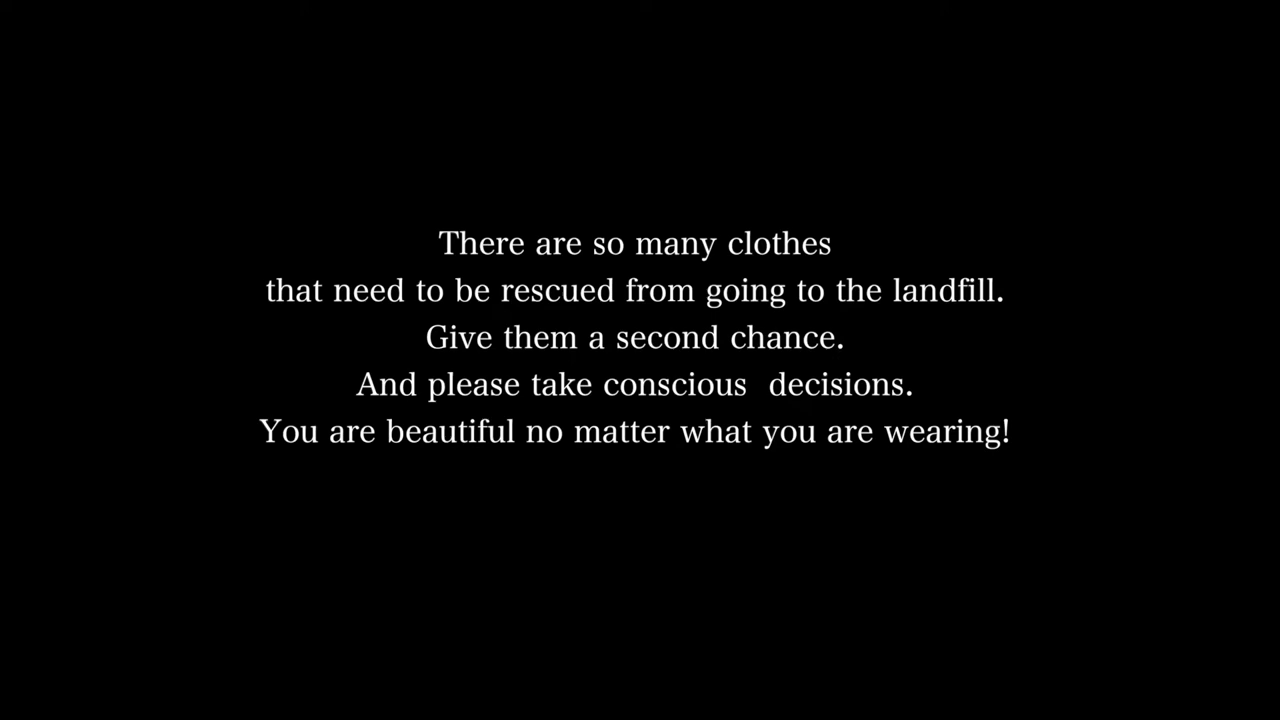 There are so many clothes
that need to be rescued from going to the landfill.
Give them a second chance.
And please take conscious  decisions.
You are beautiful no matter what you are wearing!